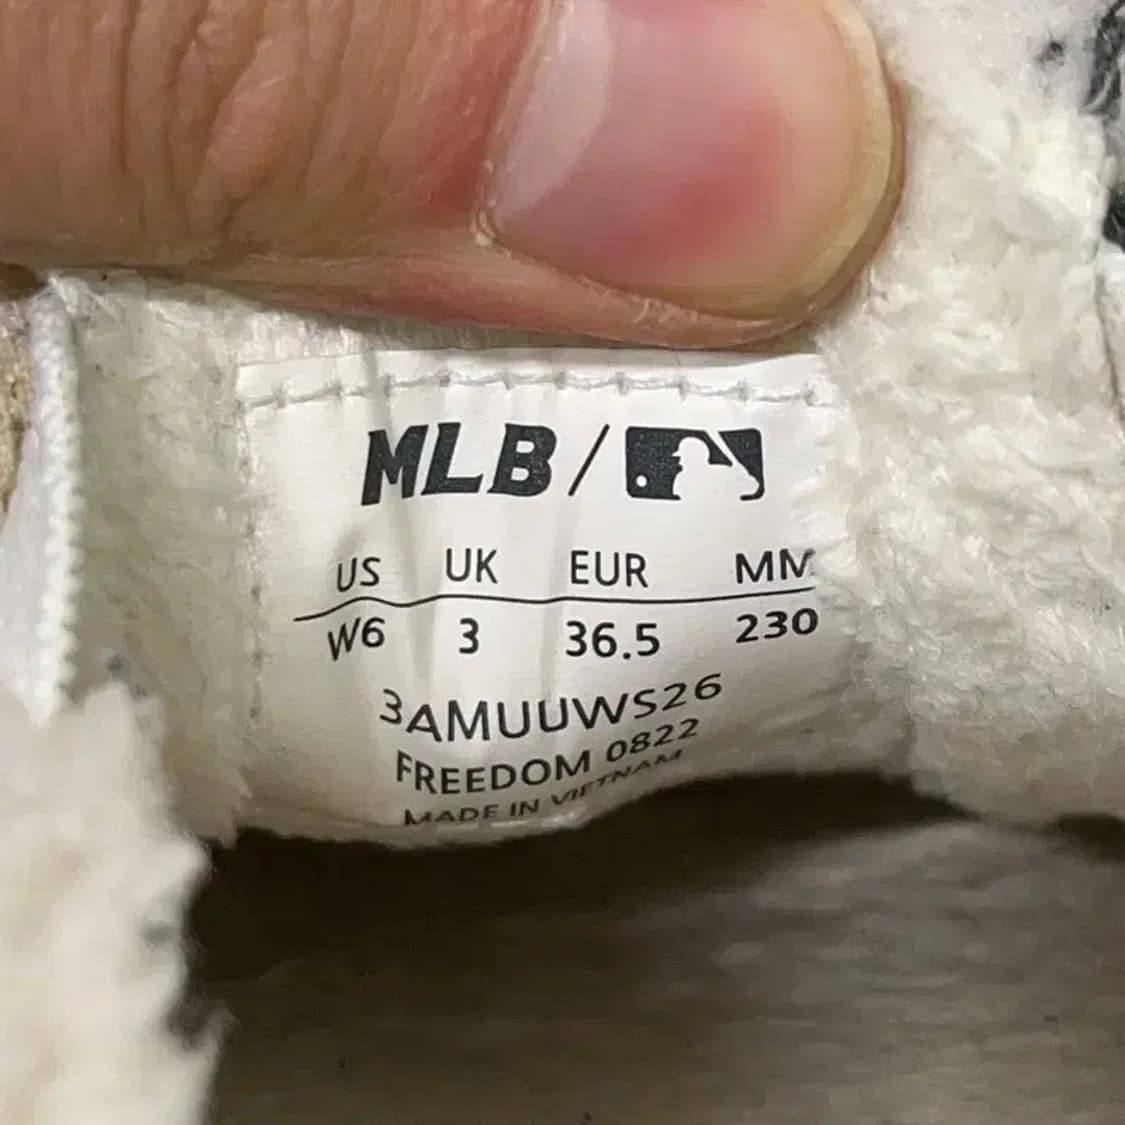 MLB /
US UK EUR MM
W6 3 36.5 230
3AMUUWS26
FREEDOM 0822
MADE IN VIETNAM